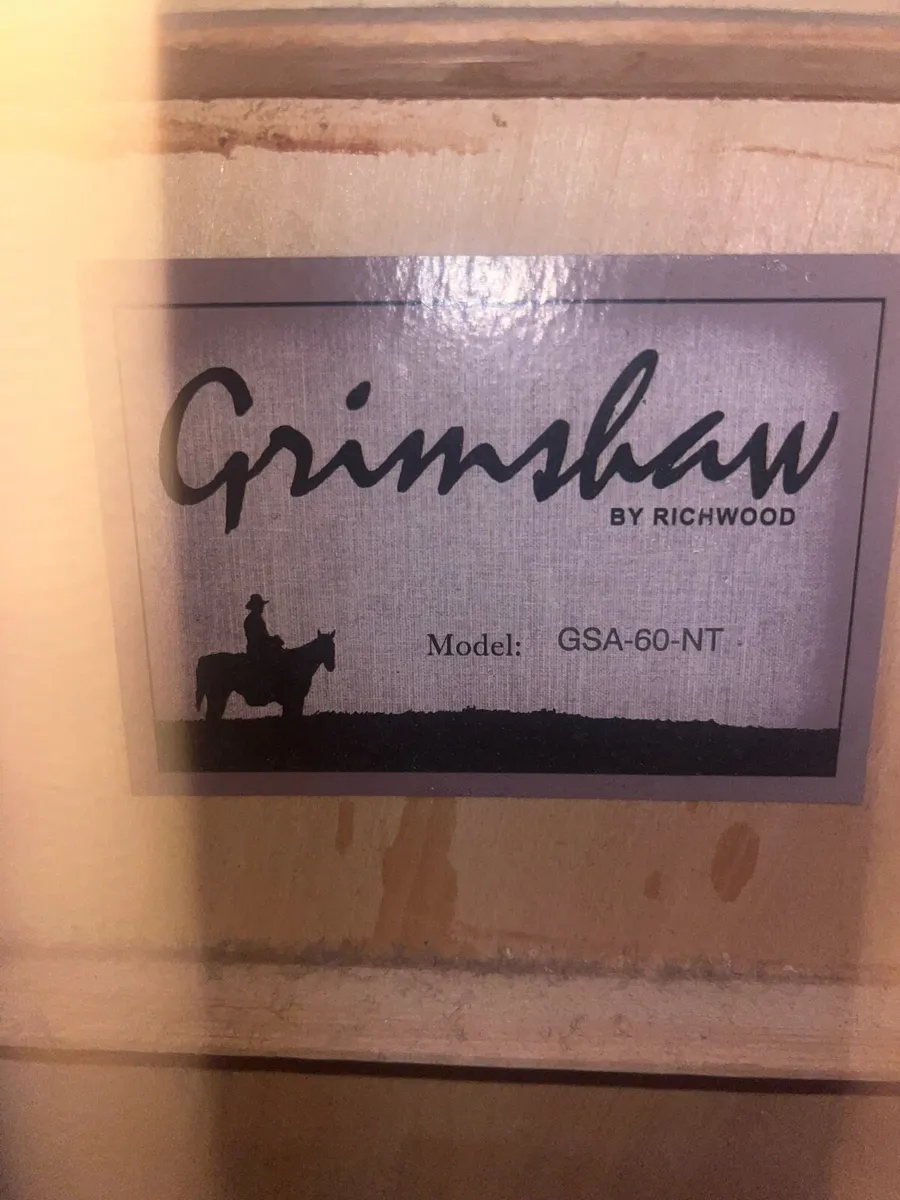 Grimshaw
BY RICHWOOD
Model: GSA-60-NT